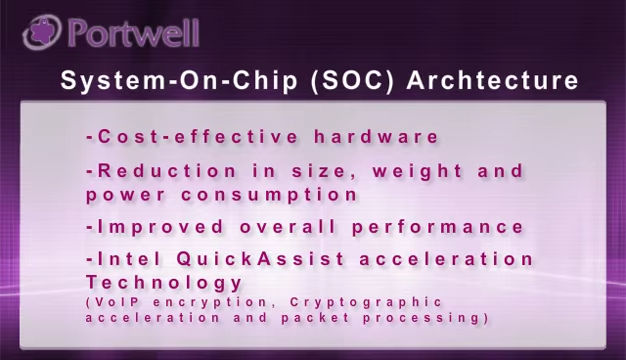 Portwell
System-On-Chip (SOC) Archtecture
-Cost-effective hardware
-Reduction in size, weight and
power consumption
-Improved overall performance
-Intel QuickAssist acceleration
Technology
(VoIP encryption, Cryptographic
acceleration and packet processing)